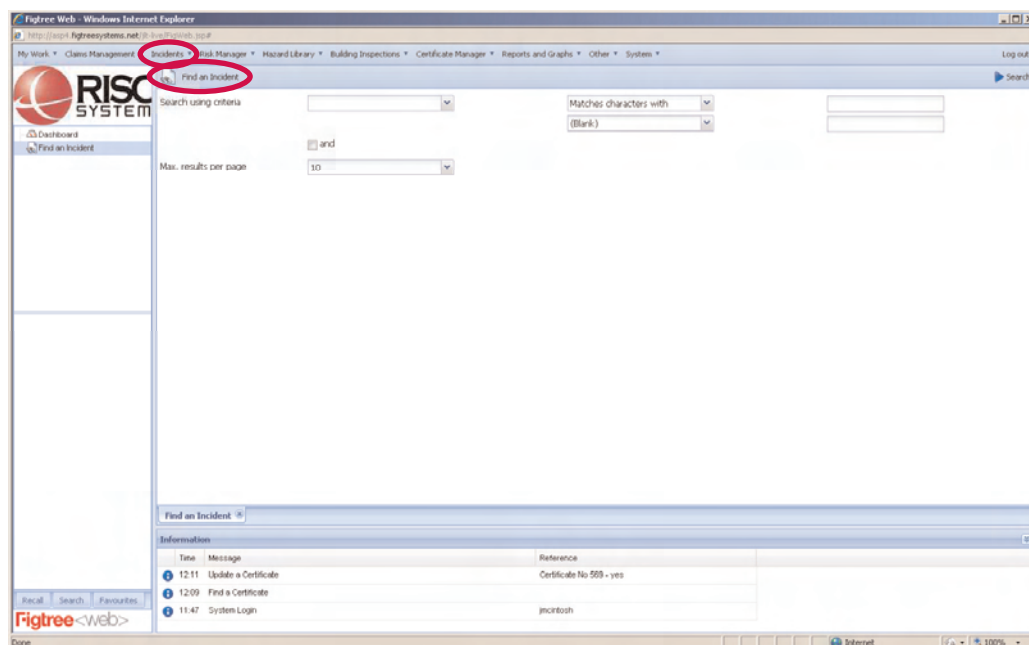 Figtree Web - Windows Internet Explorer
http://asp4.figtreesystems.net/jlt-live/FigWeb.jsp#
My Work Claims Management Incidents Risk Manager Hazard Library Building Inspections Certificate Manager Reports and Graphs Other System Log out
RISC
SYSTEM
Find an Incident Search
Search using criteria Matches characters with
(Blank)
and
Max. results per page 10
Dashboard
Find an Incident
Find an Incident
Information
Time Message Reference
12:11 Update a Certificate Certificate No 569 - yes
12:09 Find a Certificate
11:47 System Login jmcintosh
Recall Search Favourites
Figtree<web>
Done Internet 100%